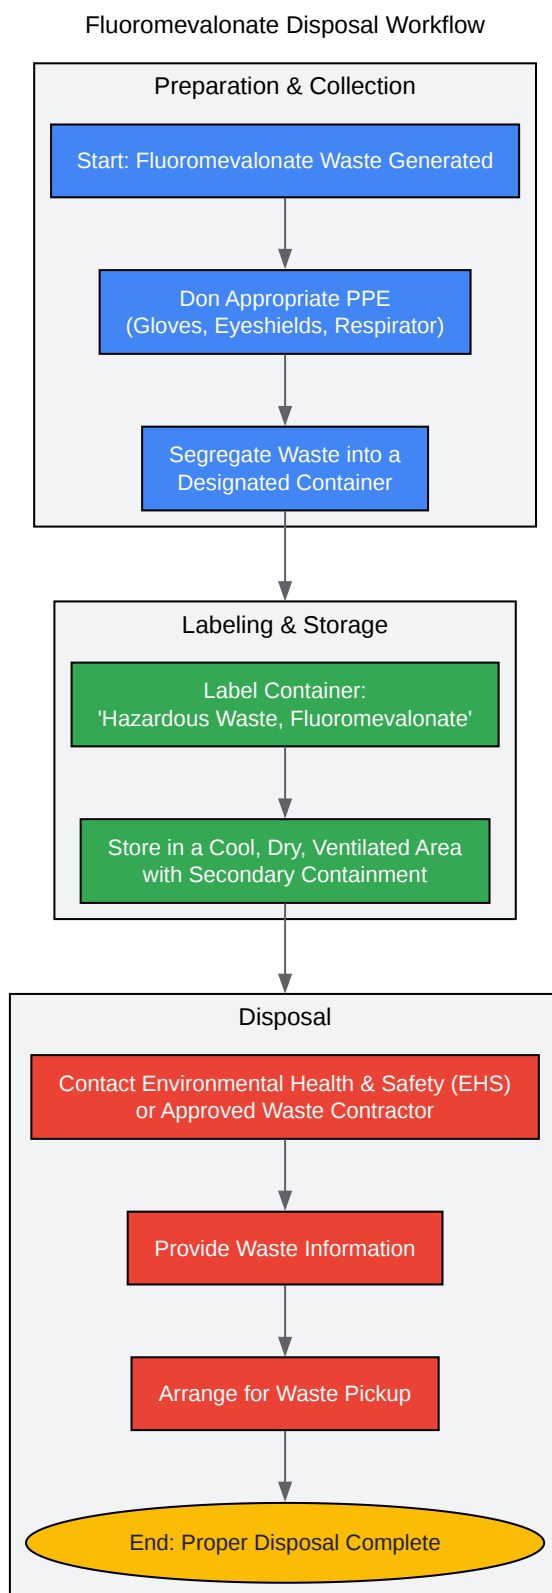 Fluoromevalonate Disposal Workflow
Preparation & Collection
Start: Fluoromevalonate Waste Generated
Don Appropriate PPE
(Gloves, Eyeshields, Respirator)
Segregate Waste into a
Designated Container
Labeling & Storage
Label Container:
'Hazardous Waste, Fluoromevalonate'
Store in a Cool, Dry, Ventilated Area
with Secondary Containment
Disposal
Contact Environmental Health & Safety (EHS)
or Approved Waste Contractor
Provide Waste Information
Arrange for Waste Pickup
End: Proper Disposal Complete